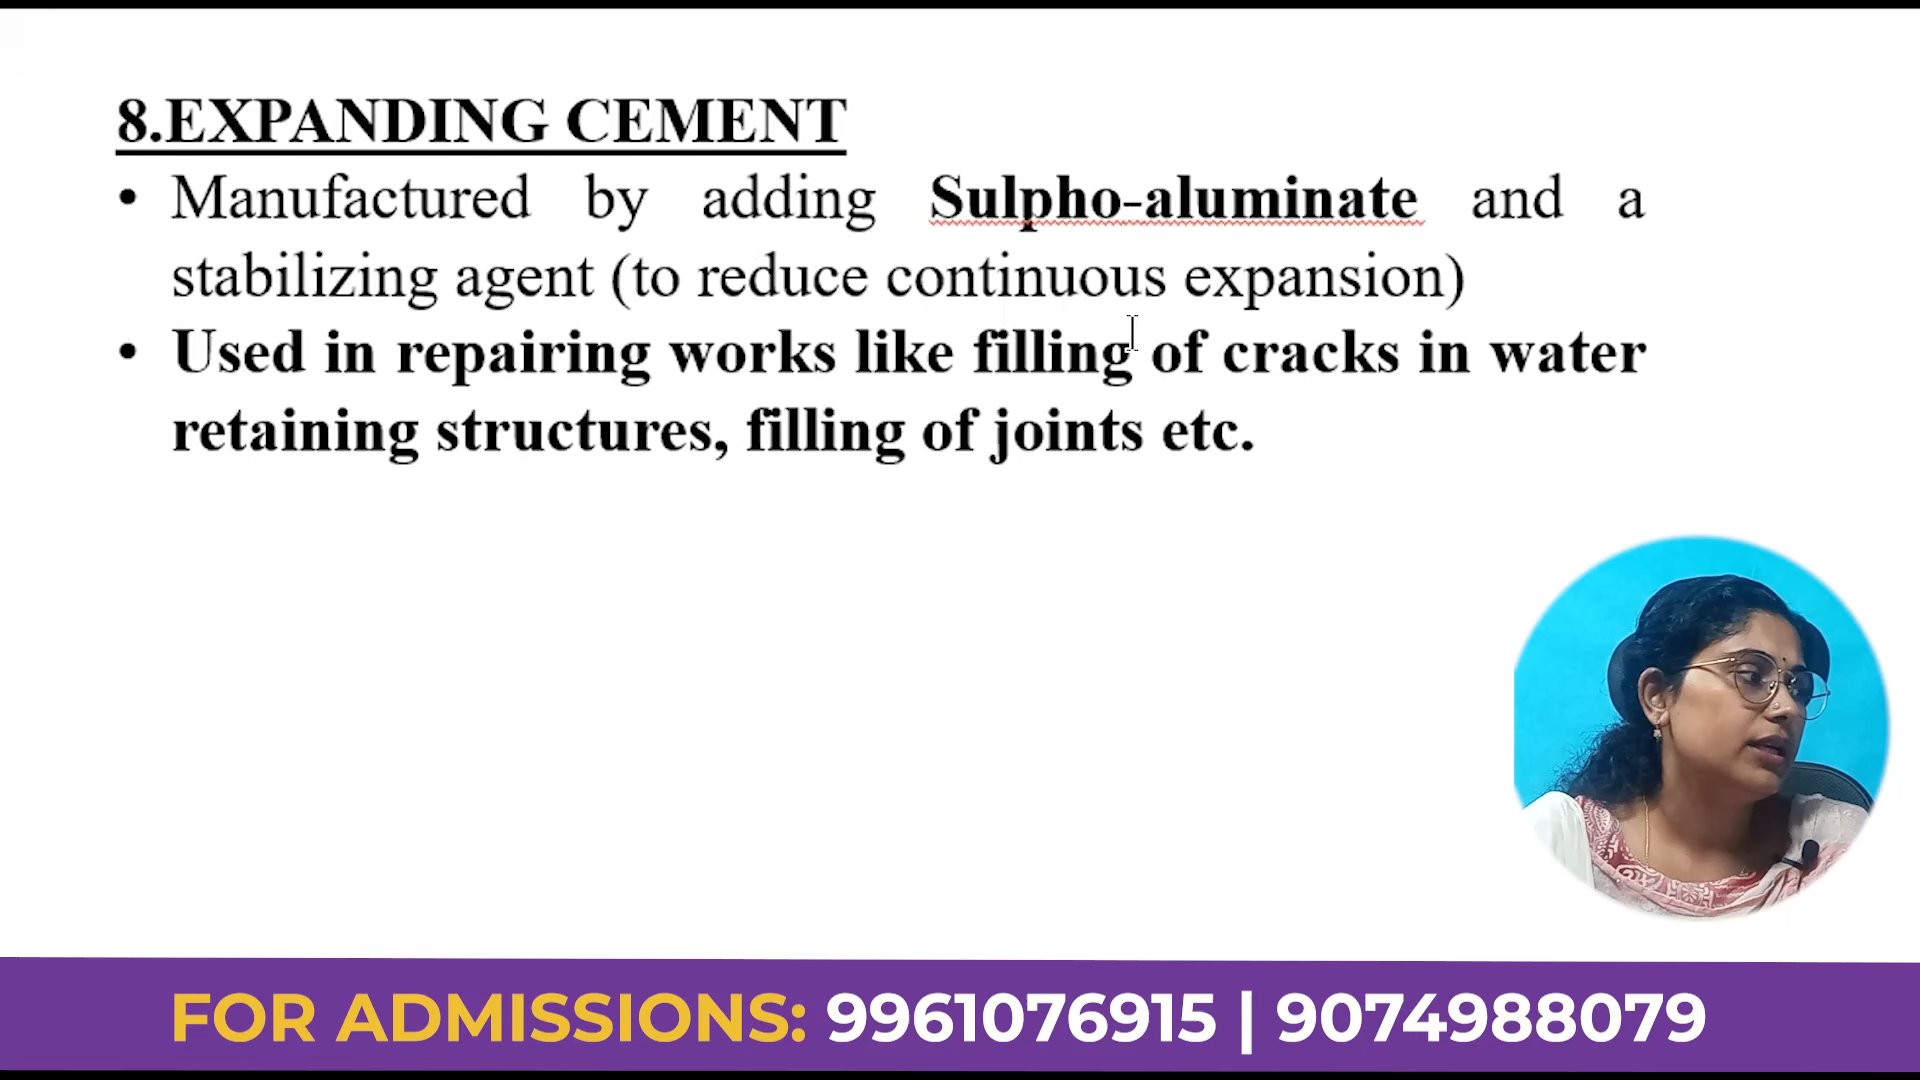 8.EXPANDING CEMENT
• Manufactured by adding Sulpho-aluminate and a
stabilizing agent (to reduce continuous expansion)
• Used in repairing works like filling of cracks in water
retaining structures, filling of joints etc.
FOR ADMISSIONS: 9961076915 | 9074988079